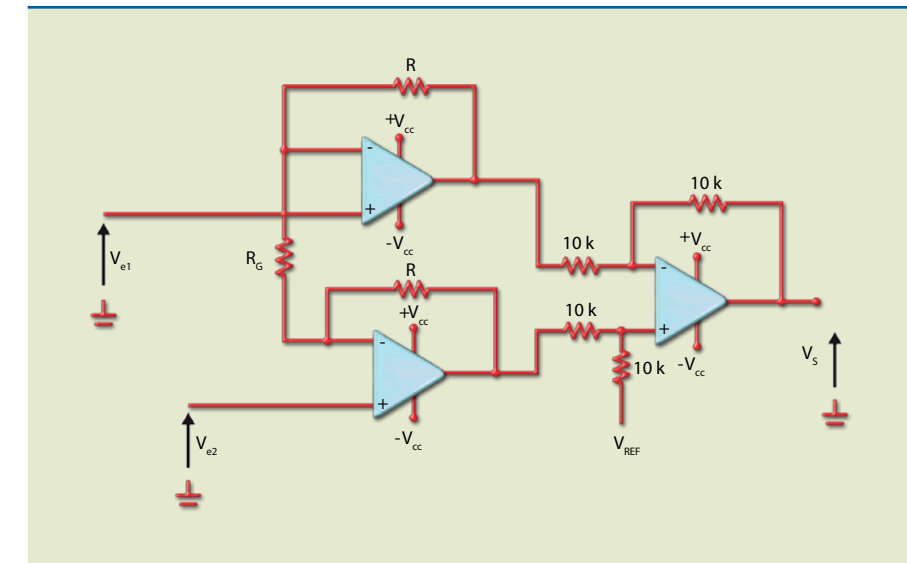 R
+Vcc
-
+
-Vcc
Ve1
RG
R
+Vcc
-
+
-Vcc
Ve2
10 k
10 k
+Vcc
-
+
-Vcc
10 k
10 k
VREF
VS